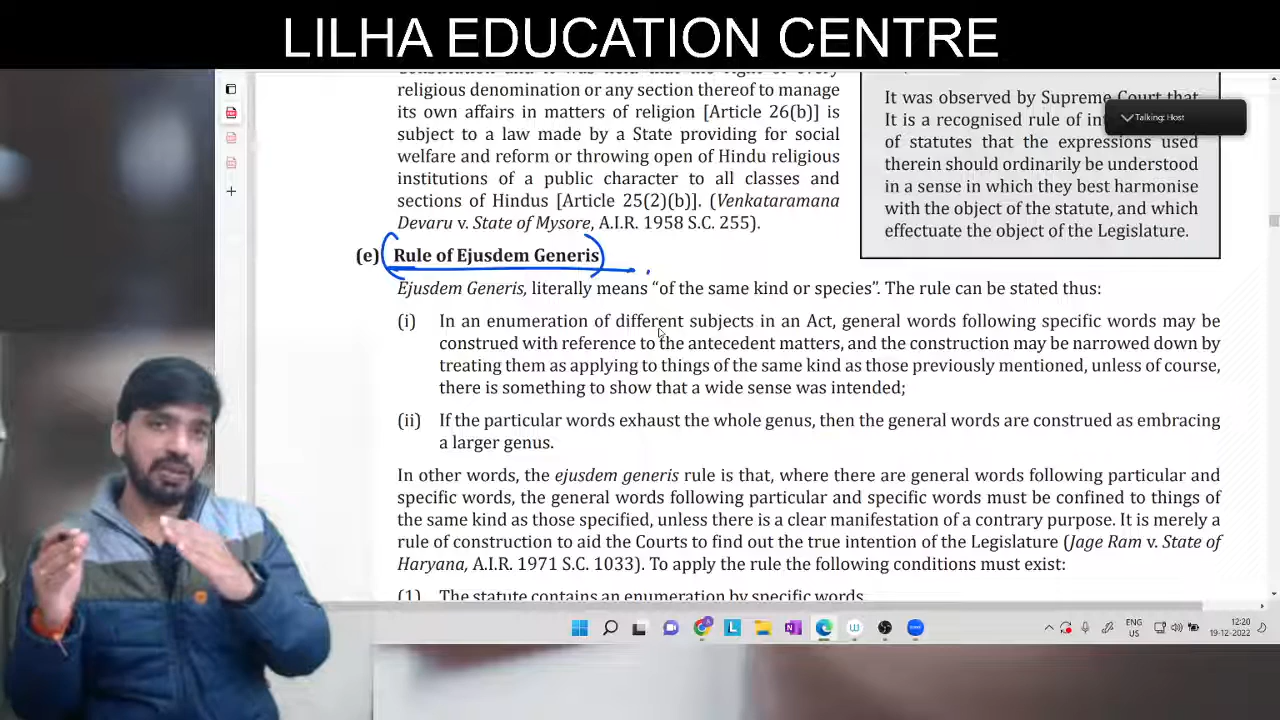 LILHA EDUCATION CENTRE
religious denomination or any section thereof to manage
its own affairs in matters of religion [Article 26(b)] is
subject to a law made by a State providing for social
welfare and reform or throwing open of Hindu religious
institutions of a public character to all classes and
sections of Hindus [Article 25(2)(b)]. (Venkataramana
Devaru v. State of Mysore, A.I.R. 1958 S.C. 255).
It was observed by Supreme Court that
It is a recognised rule of
of statutes that the expressions used
therein should ordinarily be understood
in a sense in which they best harmonise
with the object of the statute, and which
effectuate the object of the Legislature.
Talking: Host
(e) Rule of Ejusdem Generis
Ejusdem Generis, literally means “of the same kind or species”. The rule can be stated thus:
(i) In an enumeration of different subjects in an Act, general words following specific words may be
construed with reference to the antecedent matters, and the construction may be narrowed down by
treating them as applying to things of the same kind as those previously mentioned, unless of course,
there is something to show that a wide sense was intended;
(ii) If the particular words exhaust the whole genus, then the general words are construed as embracing
a larger genus.
In other words, the ejusdem generis rule is that, where there are general words following particular and
specific words, the general words following particular and specific words must be confined to things of
the same kind as those specified, unless there is a clear manifestation of a contrary purpose. It is merely a
rule of construction to aid the Courts to find out the true intention of the Legislature (Jage Ram v. State of
Haryana, A.I.R. 1971 S.C. 1033). To apply the rule the following conditions must exist:
(1) The statute contains an enumeration by specific words.
ENG
US
12:20
19-12-2022